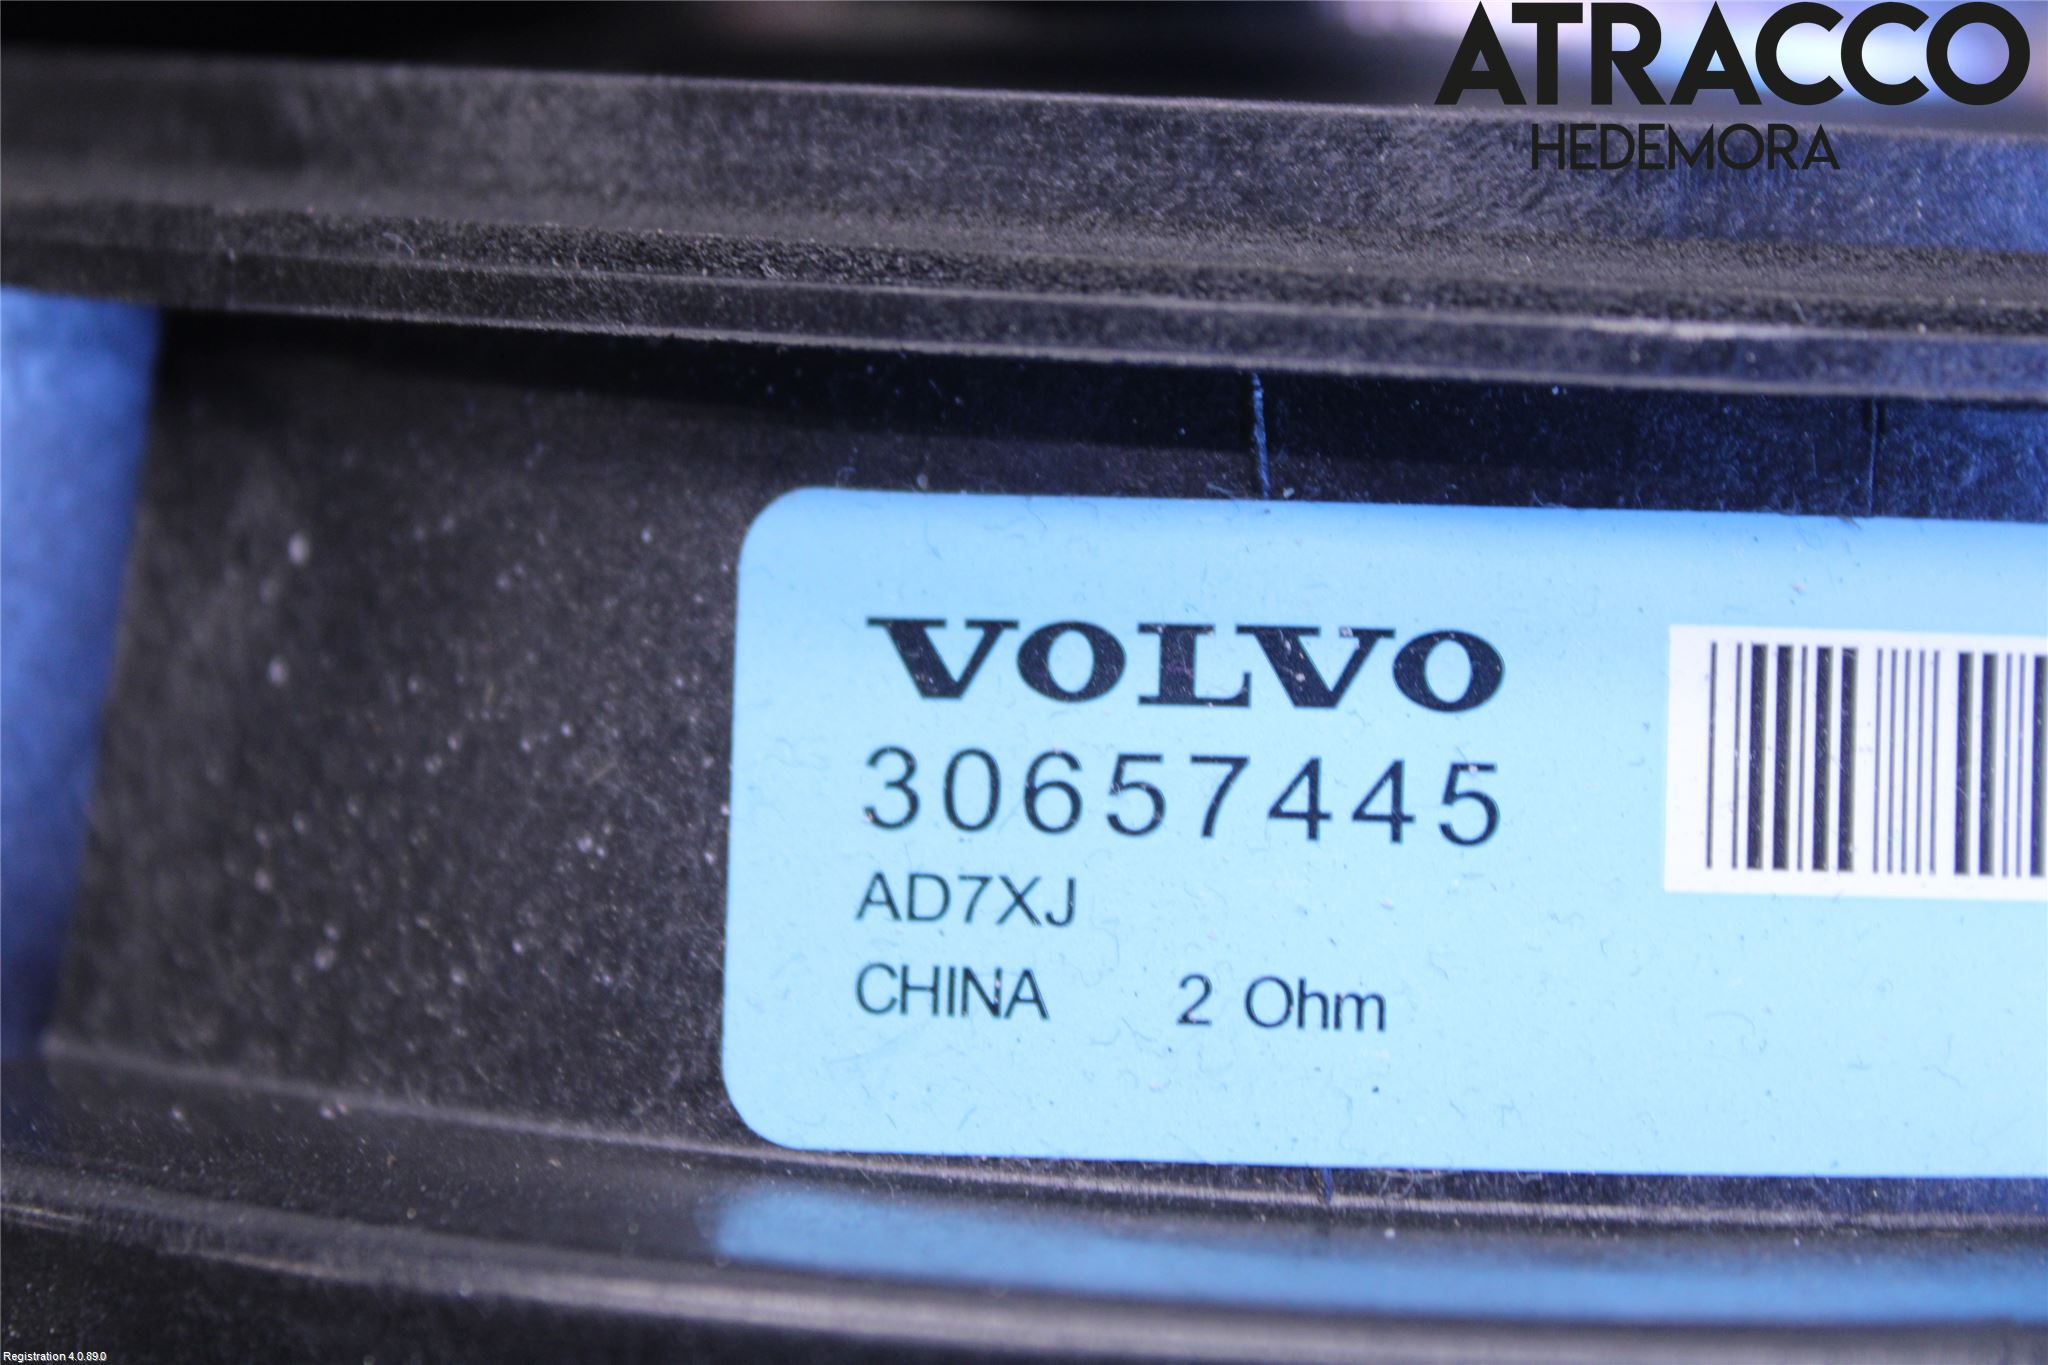 ATRACCO
HEDEMORA
VOLVO
30657445
AD7XJ
CHINA 2 Ohm
Registration 4.0.89.0